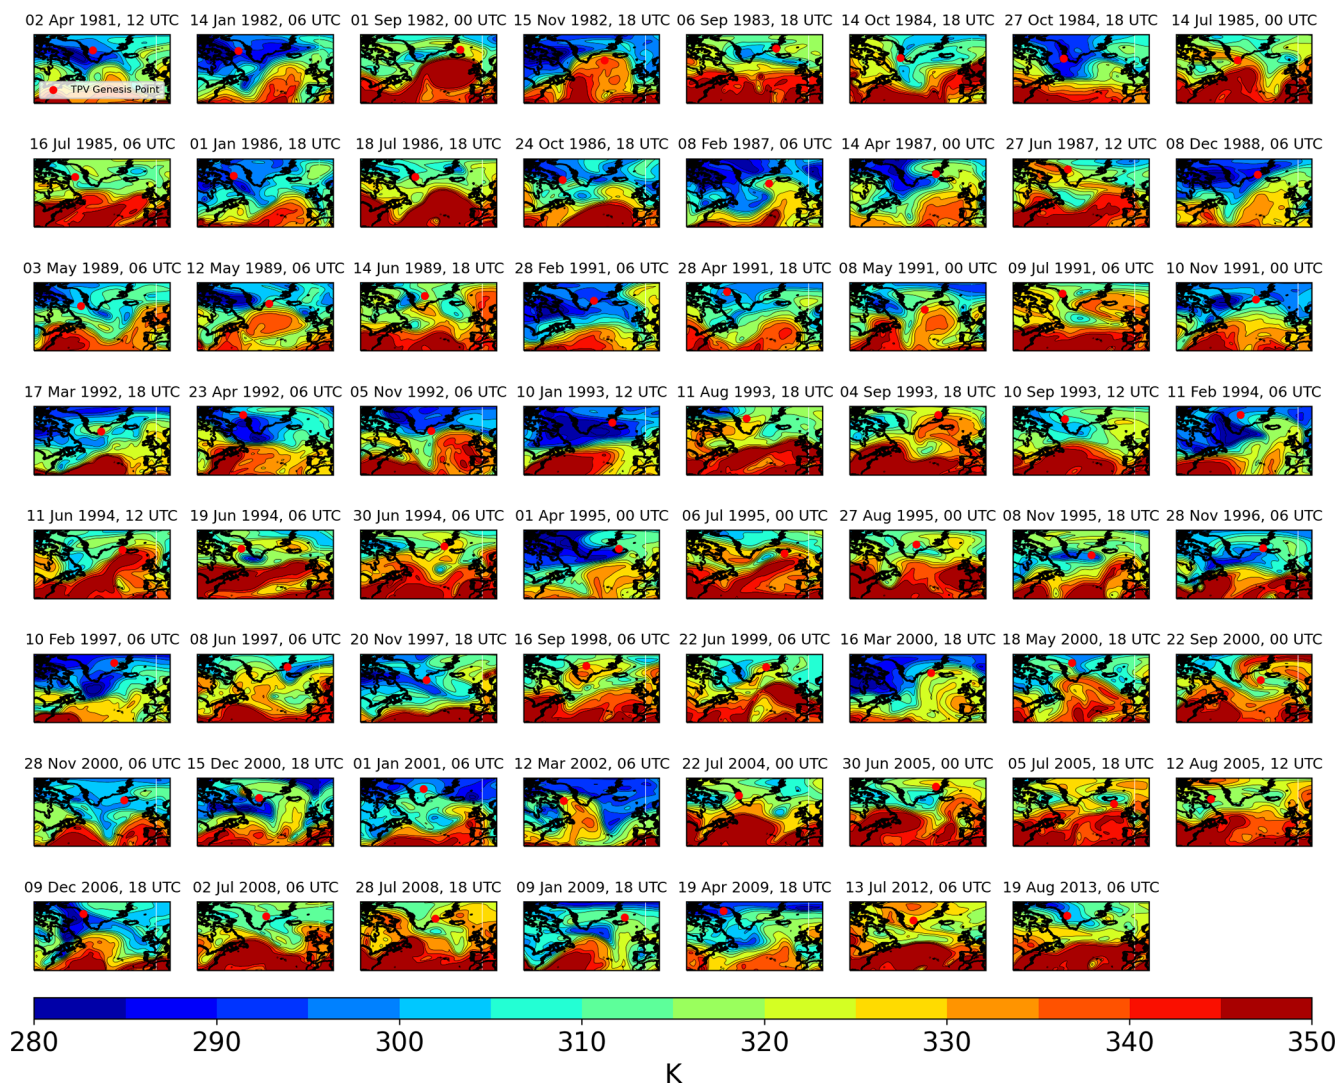 02 Apr 1981, 12 UTC 14 Jan 1982, 06 UTC 01 Sep 1982, 00 UTC 15 Nov 1982, 18 UTC 06 Sep 1983, 18 UTC 14 Oct 1984, 18 UTC 27 Oct 1984, 18 UTC 14 Jul 1985, 00 UTC
TPV Genesis Point
16 Jul 1985, 06 UTC 01 Jan 1986, 18 UTC 18 Jul 1986, 18 UTC 24 Oct 1986, 18 UTC 08 Feb 1987, 06 UTC 14 Apr 1987, 00 UTC 27 Jun 1987, 12 UTC 08 Dec 1988, 06 UTC
03 May 1989, 06 UTC 12 May 1989, 06 UTC 14 Jun 1989, 18 UTC 28 Feb 1991, 06 UTC 28 Apr 1991, 18 UTC 08 May 1991, 00 UTC 09 Jul 1991, 06 UTC 10 Nov 1991, 00 UTC
17 Mar 1992, 18 UTC 23 Apr 1992, 06 UTC 05 Nov 1992, 06 UTC 10 Jan 1993, 12 UTC 11 Aug 1993, 18 UTC 04 Sep 1993, 18 UTC 10 Sep 1993, 12 UTC 11 Feb 1994, 06 UTC
11 Jun 1994, 12 UTC 19 Jun 1994, 06 UTC 30 Jun 1994, 06 UTC 01 Apr 1995, 00 UTC 06 Jul 1995, 00 UTC 27 Aug 1995, 00 UTC 08 Nov 1995, 18 UTC 28 Nov 1996, 06 UTC
10 Feb 1997, 06 UTC 08 Jun 1997, 06 UTC 20 Nov 1997, 18 UTC 16 Sep 1998, 06 UTC 22 Jun 1999, 06 UTC 16 Mar 2000, 18 UTC 18 May 2000, 18 UTC 22 Sep 2000, 00 UTC
28 Nov 2000, 06 UTC 15 Dec 2000, 18 UTC 01 Jan 2001, 06 UTC 12 Mar 2002, 06 UTC 22 Jul 2004, 00 UTC 30 Jun 2005, 00 UTC 05 Jul 2005, 18 UTC 12 Aug 2005, 12 UTC
09 Dec 2006, 18 UTC 02 Jul 2008, 06 UTC 28 Jul 2008, 18 UTC 09 Jan 2009, 18 UTC 19 Apr 2009, 18 UTC 13 Jul 2012, 06 UTC 19 Aug 2013, 06 UTC
280 290 300 310 320 330 340 350
K